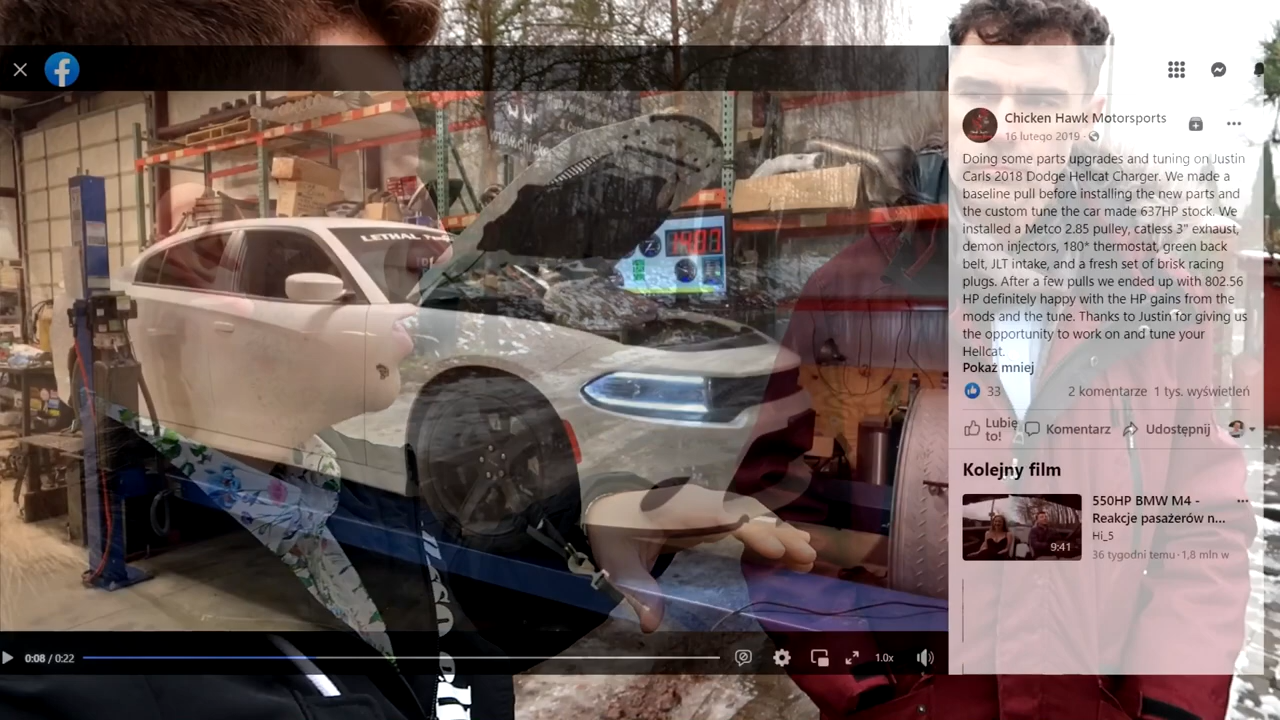 Chicken Hawk Motorsports
16 lutego 2019 ·
Doing some parts upgrades and tuning on Justin
Carls 2018 Dodge Hellcat Charger. We made a
baseline pull before installing the new parts and
the custom tune the car made 637HP stock. We
installed a Metco 2.85 pulley, catless 3" exhaust,
demon injectors, 180* thermostat, green back
belt, JLT intake, and a fresh set of brisk racing
plugs. After a few pulls we ended up with 802.56
HP definitely happy with the HP gains from the
mods and the tune. Thanks to Justin for giving us
the opportunity to work on and tune your
Hellcat.
Pokaż mniej
33
2 komentarze 1 tys. wyświetleń
Lubię
to!
Komentarz
Udostępnij
Kolejny film
550HP BMW M4 -
Reakcje pasażerów n...
Hi_5
36 tygodni temu · 1,8 mln w
9:41
LETHAL
0:08 / 0:22
1.0x